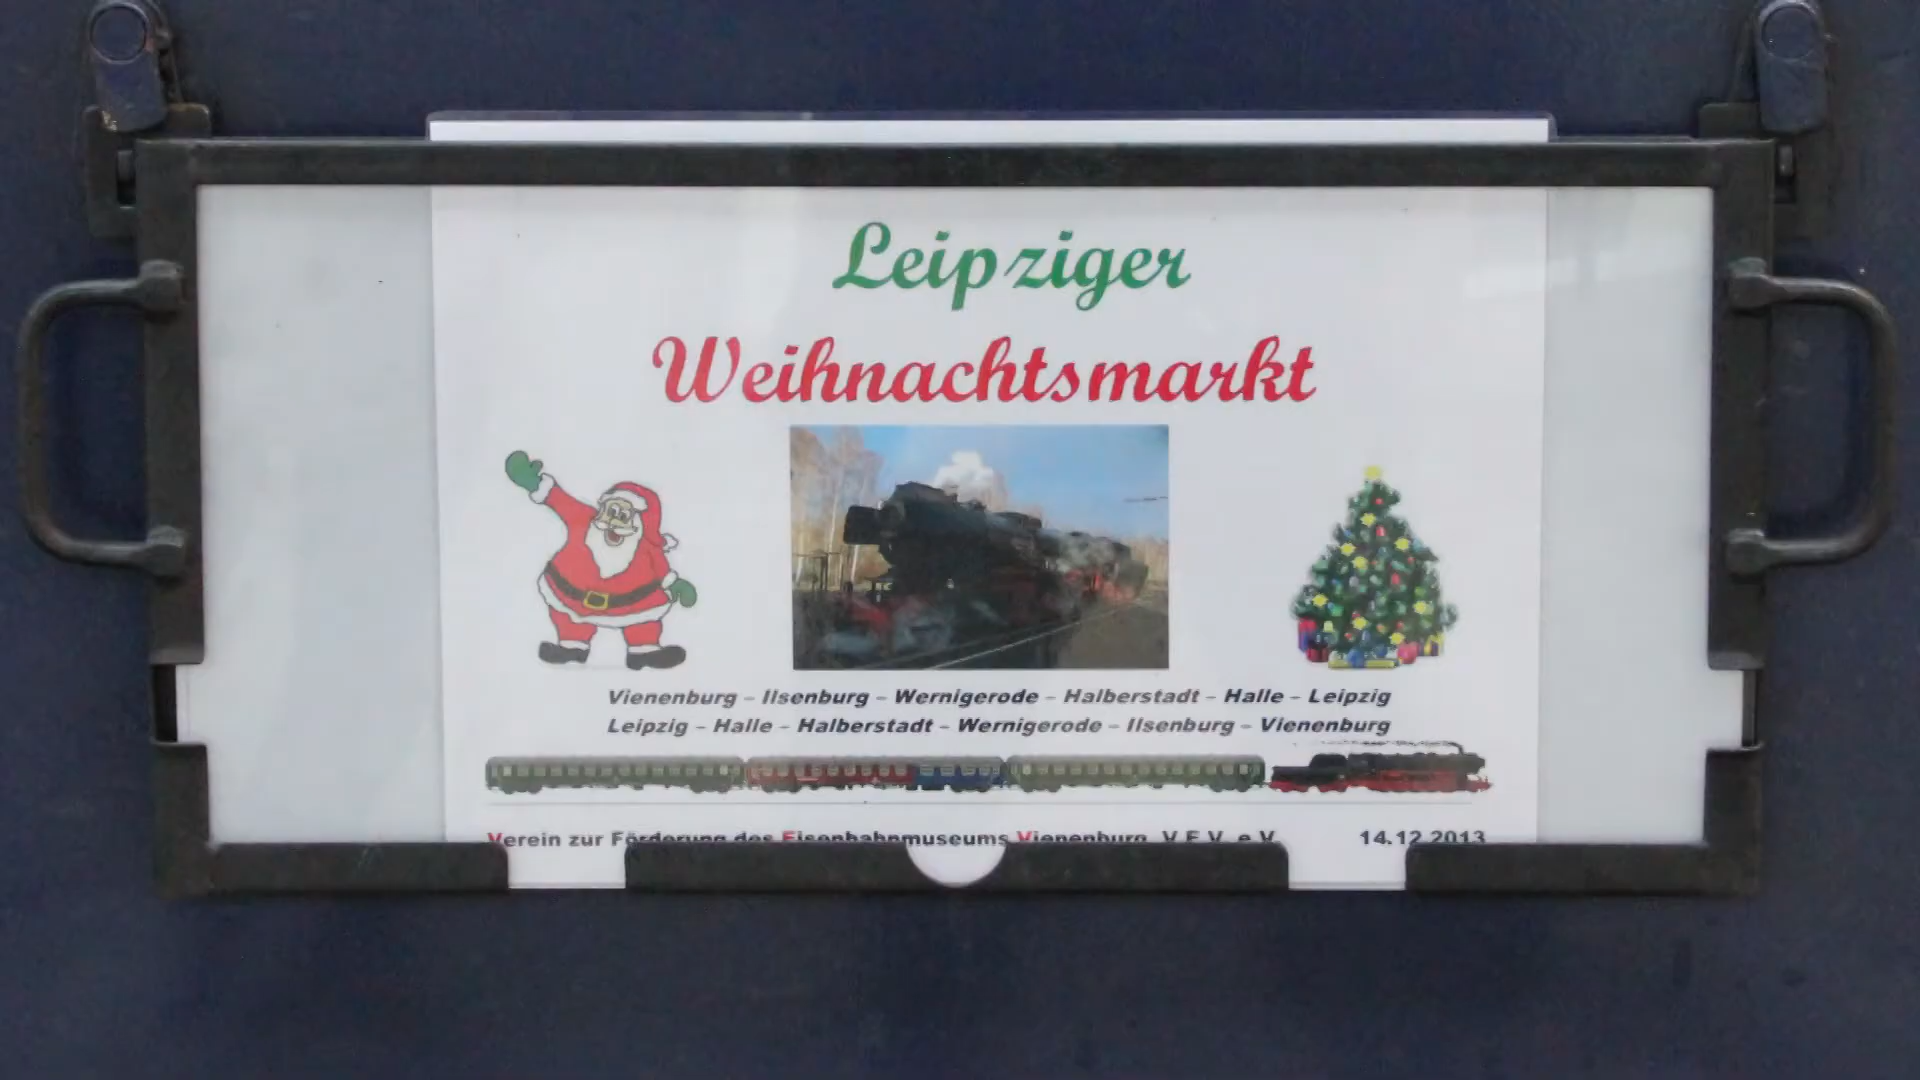 Leipziger
Weihnachtsmarkt
Vienenburg – Ilsenburg – Wernigerode – Halberstadt – Halle – Leipzig
Leipzig – Halle – Halberstadt – Wernigerode – Ilsenburg – Vienenburg
Verein zur Förderung des Eisenbahnmuseums Vienenburg V.E.V. e.V. 14.12.2013